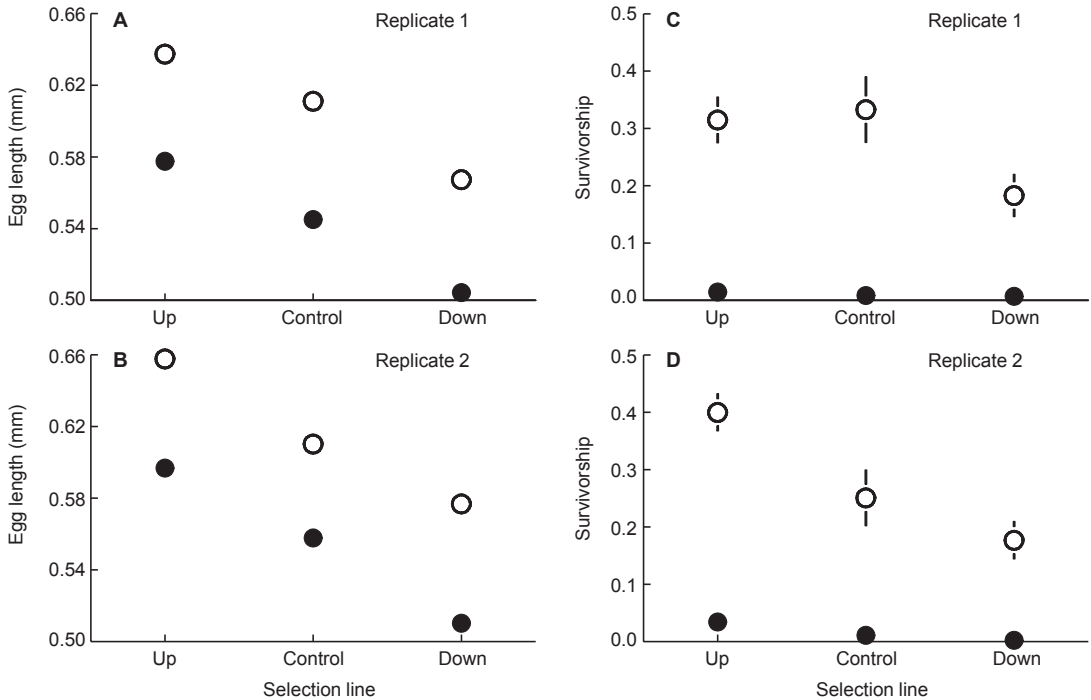 A Replicate 1
Egg length (mm)
0.66
0.62
0.58
0.54
0.50
Up Control Down
C Replicate 1
Survivorship
0.5
0.4
0.3
0.2
0.1
0.0
Up Control Down
B Replicate 2
Egg length (mm)
0.66
0.62
0.58
0.54
0.50
Up Control Down
Selection line
D Replicate 2
Survivorship
0.5
0.4
0.3
0.2
0.1
0.0
Up Control Down
Selection line